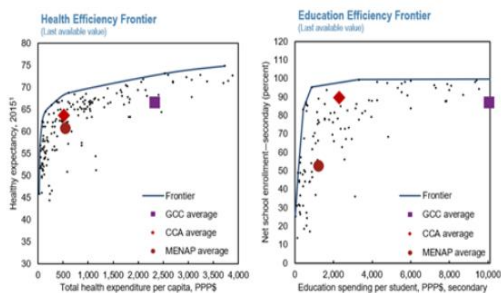 Health Efficiency Frontier
(Last available value)
Healthy expectancy, 2015¹
80
75
70
65
60
55
50
45
40
35
30
Frontier
GCC average
CCA average
MENAP average
0 500 1,000 1,500 2,000 2,500 3,000 3,500 4,000
Total health expenditure per capita, PPP$
Education Efficiency Frontier
(Last available value)
Net school enrollment—seconday (percent)
120
110
100
90
80
70
60
50
40
30
20
10
0
Frontier
GCC average
CCA average
MENAP average
0 2,000 4,000 6,000 8,000 10,000
Education spending per student, PPP$, secondary